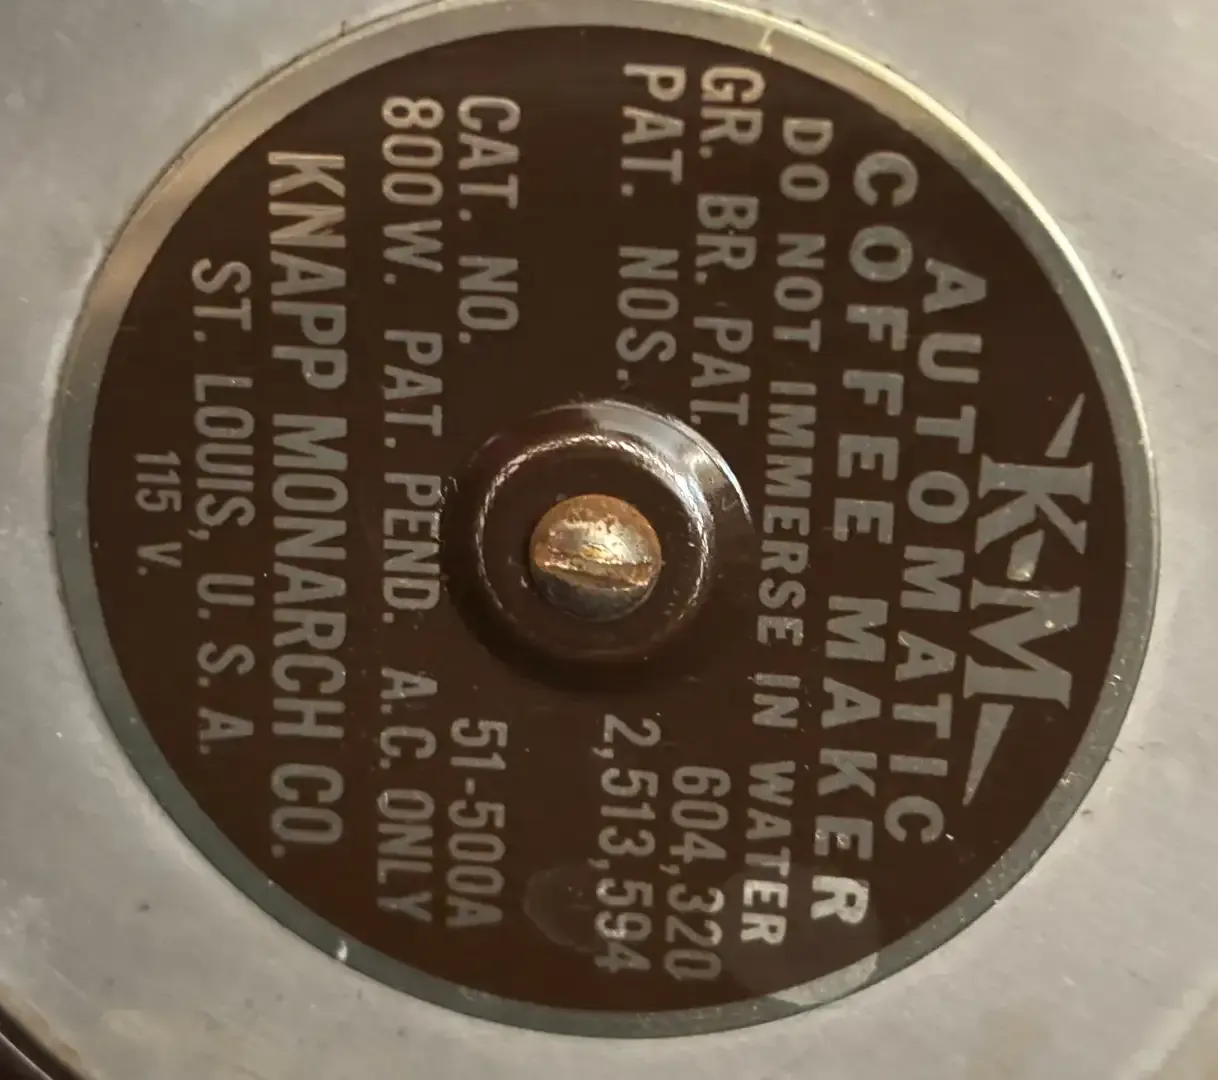 K-M
AUTOMATIC
COFFEE MAKER
DO NOT IMMERSE IN WATER
GR. BR. PAT. 604,320
PAT. NOS. 2,513,594
CAT. NO. 51-500A
800W. PAT. PEND. A.C. ONLY
KNAPP MONARCH CO.
ST. LOUIS, U.S.A.
115 V.